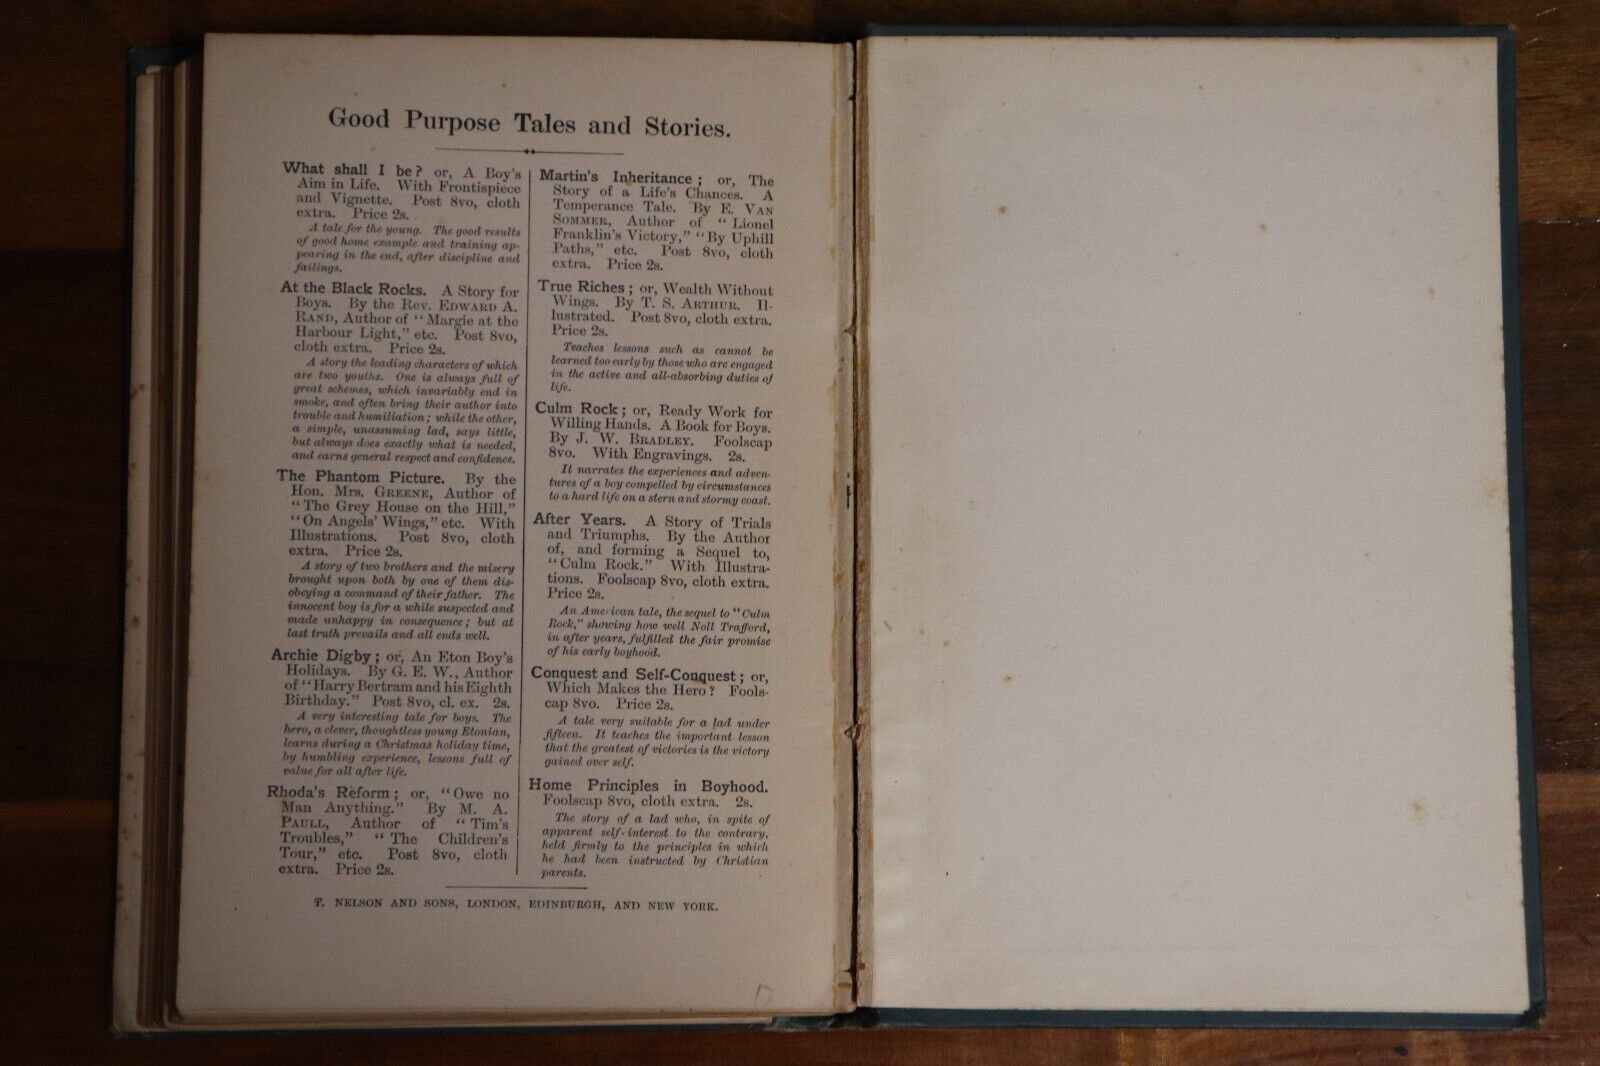 Good Purpose Tales and Stories.
What shall I be? or, A Boy's
Aim in Life. With Frontispiece
and Vignette. Post 8vo, cloth
extra. Price 2s.
A tale for the young. The good results
of good home example and training ap-
pearing in the end, after discipline and
failings.
At the Black Rocks. A Story for
Boys. By the Rev. EDWARD A.
RAND, Author of "Margie at the
Harbour Light," etc. Post 8vo,
cloth extra. Price 2s.
A story the leading characters of which
are two youths. One is always full of
great schemes, which invariably end in
smoke, and often bring their author into
trouble and humiliation; while the other,
a simple, unassuming lad, says little,
but always does exactly what is needed,
and earns general respect and confidence.
The Phantom Picture. By the
Hon. Mrs. GREENE, Author of
"The Grey House on the Hill,"
"On Angels' Wings," etc. With
Illustrations. Post 8vo, cloth
extra. Price 2s.
A story of two brothers and the misery
brought upon both by one of them dis-
obeying a command of their father. The
innocent boy is for a while suspected and
made unhappy in consequence; but at
last truth prevails and all ends well.
Archie Digby; or, An Eton Boy's
Holidays. By G. E. W., Author
of "Harry Bertram and his Eighth
Birthday." Post 8vo, cl. ex. 2s.
A very interesting tale for boys. The
hero, a clever, thoughtless young Etonian,
learns during a Christmas holiday time,
by humbling experience, lessons full of
value for all after life.
Rhoda's Reform; or, "Owe no
Man Anything." By M. A.
PAULL, Author of "Tim's
Troubles," "The Children's
Tour," etc. Post 8vo, cloth
extra. Price 2s.
Martin's Inheritance; or, The
Story of a Life's Chances. A
Temperance Tale. By E. VAN
SOMMER, Author of "Lionel
Franklin's Victory," "By Uphill
Paths," etc. Post 8vo, cloth
extra. Price 2s.
True Riches; or, Wealth Without
Wings. By T. S. ARTHUR. Il-
lustrated. Post 8vo, cloth extra.
Price 2s.
Teaches lessons such as cannot be
learned too early by those who are engaged
in the active and all-absorbing duties of
life.
Culm Rock; or, Ready Work for
Willing Hands. A Book for Boys.
By J. W. BRADLEY. Foolscap
8vo. With Engravings. 2s.
It narrates the experiences and adven-
tures of a boy compelled by circumstances
to a hard life on a stern and stormy coast.
After Years. A Story of Trials
and Triumphs. By the Author
of, and forming a Sequel to,
"Culm Rock." With Illustra-
tions. Foolscap 8vo, cloth extra.
Price 2s.
An American tale, the sequel to "Culm
Rock," showing how well Noll Trafford,
in after years, fulfilled the fair promise
of his early boyhood.
Conquest and Self-Conquest; or,
Which Makes the Hero? Fools-
cap 8vo. Price 2s.
A tale very suitable for a lad under
fifteen. It teaches the important lesson
that the greatest of victories is the victory
gained over self.
Home Principles in Boyhood.
Foolscap 8vo, cloth extra. 2s.
The story of a lad who, in spite of
apparent self-interest to the contrary,
held firmly to the principles in which
he had been instructed by Christian
parents.
T. NELSON AND SONS, LONDON, EDINBURGH, AND NEW YORK.